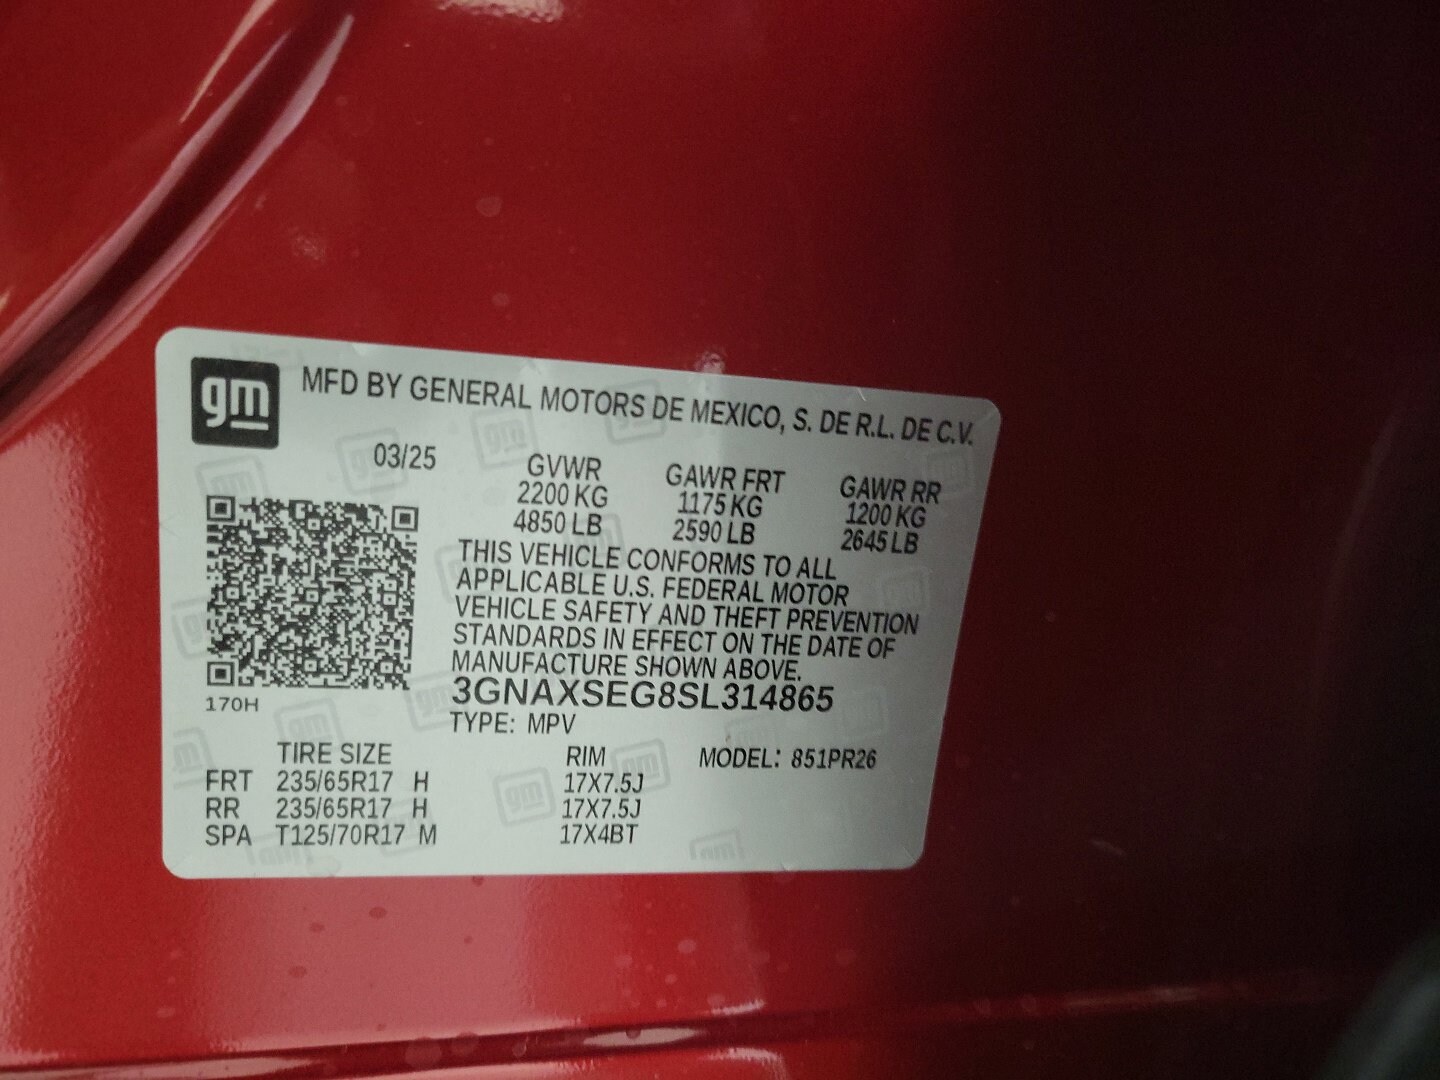 gm
MFD BY GENERAL MOTORS DE MEXICO, S. DE R.L. DE C.V.
03/25
GVWR GAWR FRT GAWR RR
2200 KG 1175 KG 1200 KG
4850 LB 2590 LB 2645 LB
THIS VEHICLE CONFORMS TO ALL
APPLICABLE U.S. FEDERAL MOTOR
VEHICLE SAFETY AND THEFT PREVENTION
STANDARDS IN EFFECT ON THE DATE OF
MANUFACTURE SHOWN ABOVE.
3GNAXSEG8SL314865
170H
TYPE: MPV
TIRE SIZE RIM MODEL: 851PR26
FRT 235/65R17 H 17X7.5J
RR 235/65R17 H 17X7.5J
SPA T125/70R17 M 17X4BT